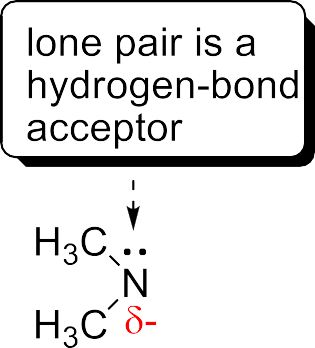 lone pair is a
hydrogen-bond
acceptor
H₃C
N
H₃C
δ-